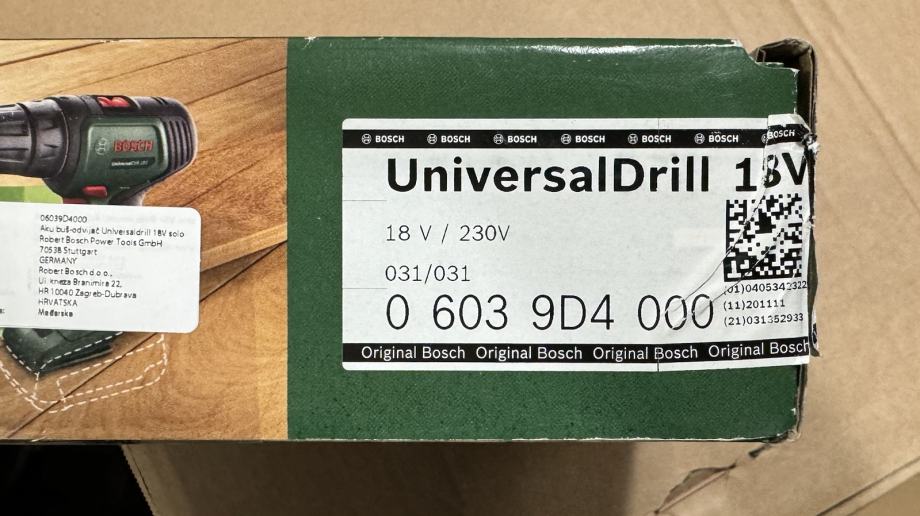 BOSCH
06039D4000
Aku buš-odvijač Universaldrill 18V solo
Robert Bosch Power Tools GmbH
70538 Stuttgart
GERMANY
Robert Bosch d.o.o.,
Ul. kneza Branimira 22,
HR 10040 Zagreb-Dubrava
HRVATSKA
Mađarska
BOSCH BOSCH BOSCH BOSCH BOSCH BOSCH BOSCH
UniversalDrill 18V
18 V / 230V
031/031
0 603 9D4 000
(01)0405342322
(11)201111
(21)031352933
Original Bosch Original Bosch Original Bosch Original Bosch